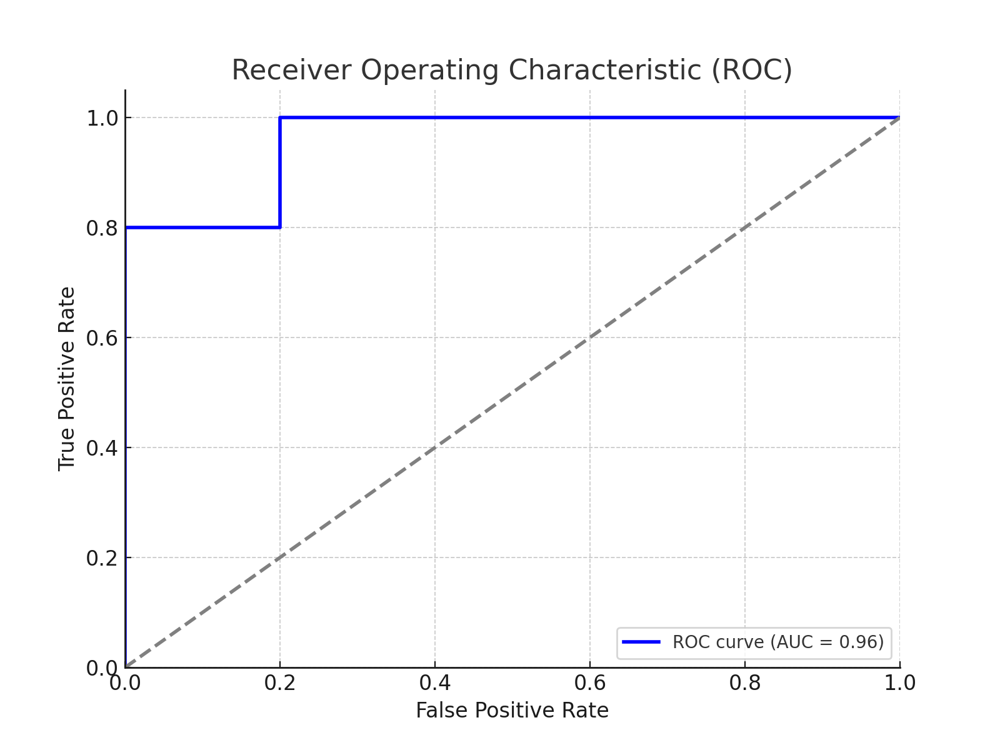 Receiver Operating Characteristic (ROC)
1.0
0.8
0.6
0.4
0.2
0.0
True Positive Rate
ROC curve (AUC = 0.96)
0.0 0.2 0.4 0.6 0.8 1.0
False Positive Rate